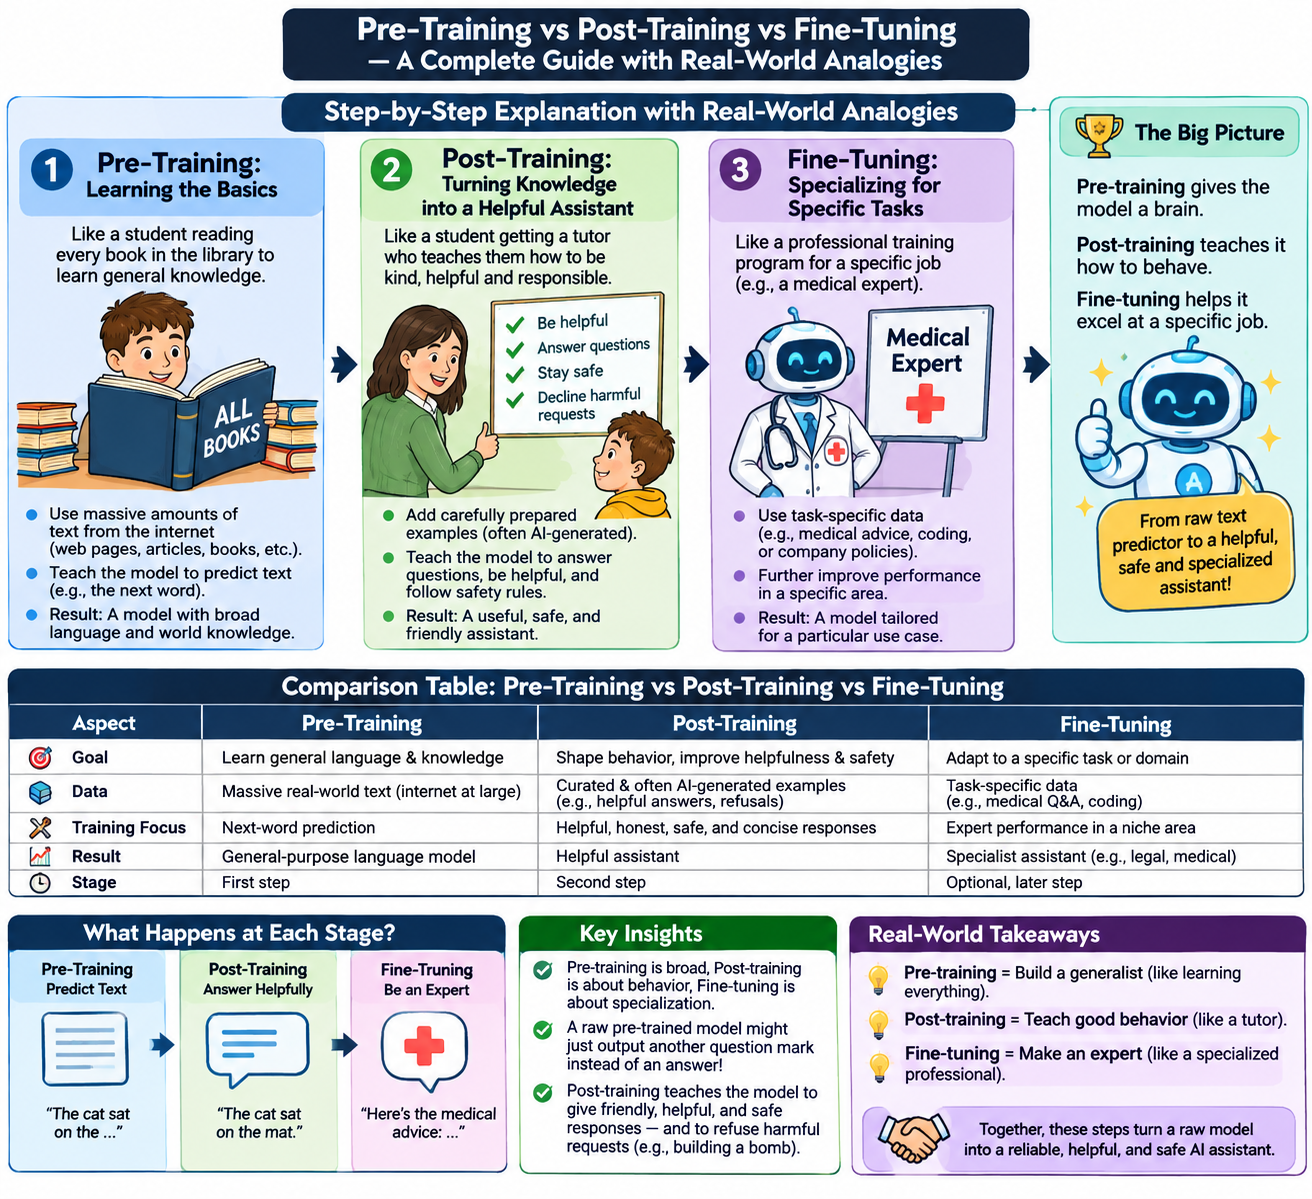 Pre-Training vs Post-Training vs Fine-Tuning
— A Complete Guide with Real-World Analogies
Step-by-Step Explanation with Real-World Analogies
1
Pre-Training:
Learning the Basics
Like a student reading
every book in the library to
learn general knowledge.
ALL
BOOKS
Use massive amounts of
text from the internet
(web pages, articles, books, etc.).
Teach the model to predict text
(e.g., the next word).
Result: A model with broad
language and world knowledge.
2
Post-Training:
Turning Knowledge
into a Helpful Assistant
Like a student getting a tutor
who teaches them how to be
kind, helpful and responsible.
Be helpful
Answer questions
Stay safe
Decline harmful
requests
Add carefully prepared
examples (often AI-generated).
Teach the model to answer
questions, be helpful, and
follow safety rules.
Result: A useful, safe, and
friendly assistant.
3
Fine-Tuning:
Specializing for
Specific Tasks
Like a professional training
program for a specific job
(e.g., a medical expert).
Medical
Expert
Use task-specific data
(e.g., medical advice, coding,
or company policies).
Further improve performance
in a specific area.
Result: A model tailored
for a particular use case.
The Big Picture
Pre-training gives the
model a brain.
Post-training teaches it
how to behave.
Fine-tuning helps it
excel at a specific job.
A
From raw text
predictor to a helpful,
safe and specialized
assistant!
Comparison Table: Pre-Training vs Post-Training vs Fine-Tuning
Aspect Pre-Training Post-Training Fine-Tuning
Goal Learn general language & knowledge Shape behavior, improve helpfulness & safety Adapt to a specific task or domain
Data Massive real-world text (internet at large) Curated & often AI-generated examples
(e.g., helpful answers, refusals) Task-specific data
(e.g., medical Q&A, coding)
Training Focus Next-word prediction Helpful, honest, safe, and concise responses Expert performance in a niche area
Result General-purpose language model Helpful assistant Specialist assistant (e.g., legal, medical)
Stage First step Second step Optional, later step
What Happens at Each Stage?
Pre-Training
Predict Text
"The cat sat
on the ..."
Post-Training
Answer Helpfully
"The cat sat
on the mat."
Fine-Truning
Be an Expert
"Here's the medical
advice: ..."
Key Insights
Pre-training is broad, Post-training
is about behavior, Fine-tuning is
about specialization.
A raw pre-trained model might
just output another question mark
instead of an answer!
Post-training teaches the model to
give friendly, helpful, and safe
responses — and to refuse harmful
requests (e.g., building a bomb).
Real-World Takeaways
Pre-training = Build a generalist (like learning
everything).
Post-training = Teach good behavior (like a tutor).
Fine-tuning = Make an expert (like a specialized
professional).
Together, these steps turn a raw model
into a reliable, helpful, and safe AI assistant.